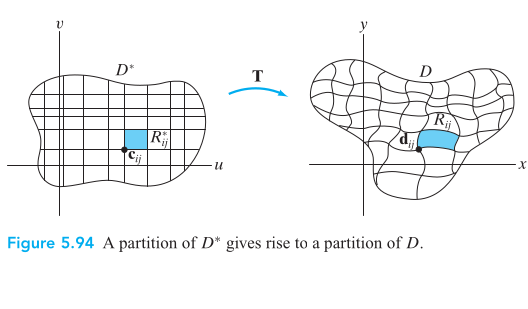 v
D*
T
R*ij
cij
u
y
D
Rij
dij
x
Figure 5.94 A partition of D* gives rise to a partition of D.